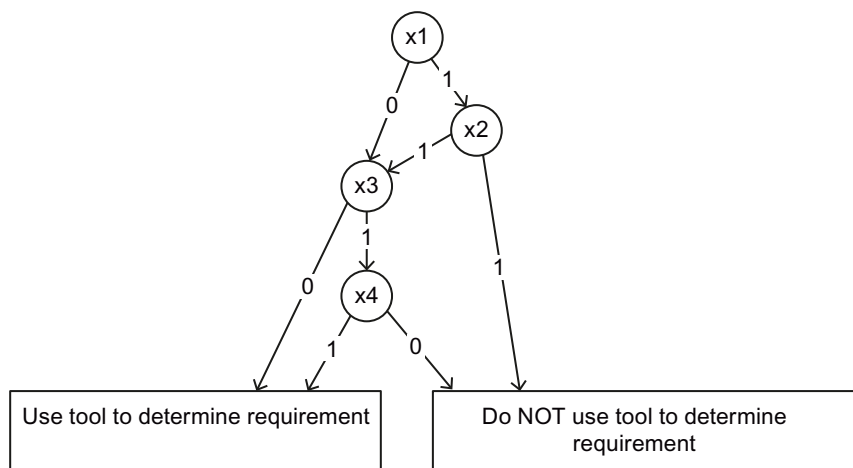 x1
1
0
x2
1
x3
1
1
0
x4
1
0
Use tool to determine requirement
Do NOT use tool to determine
requirement